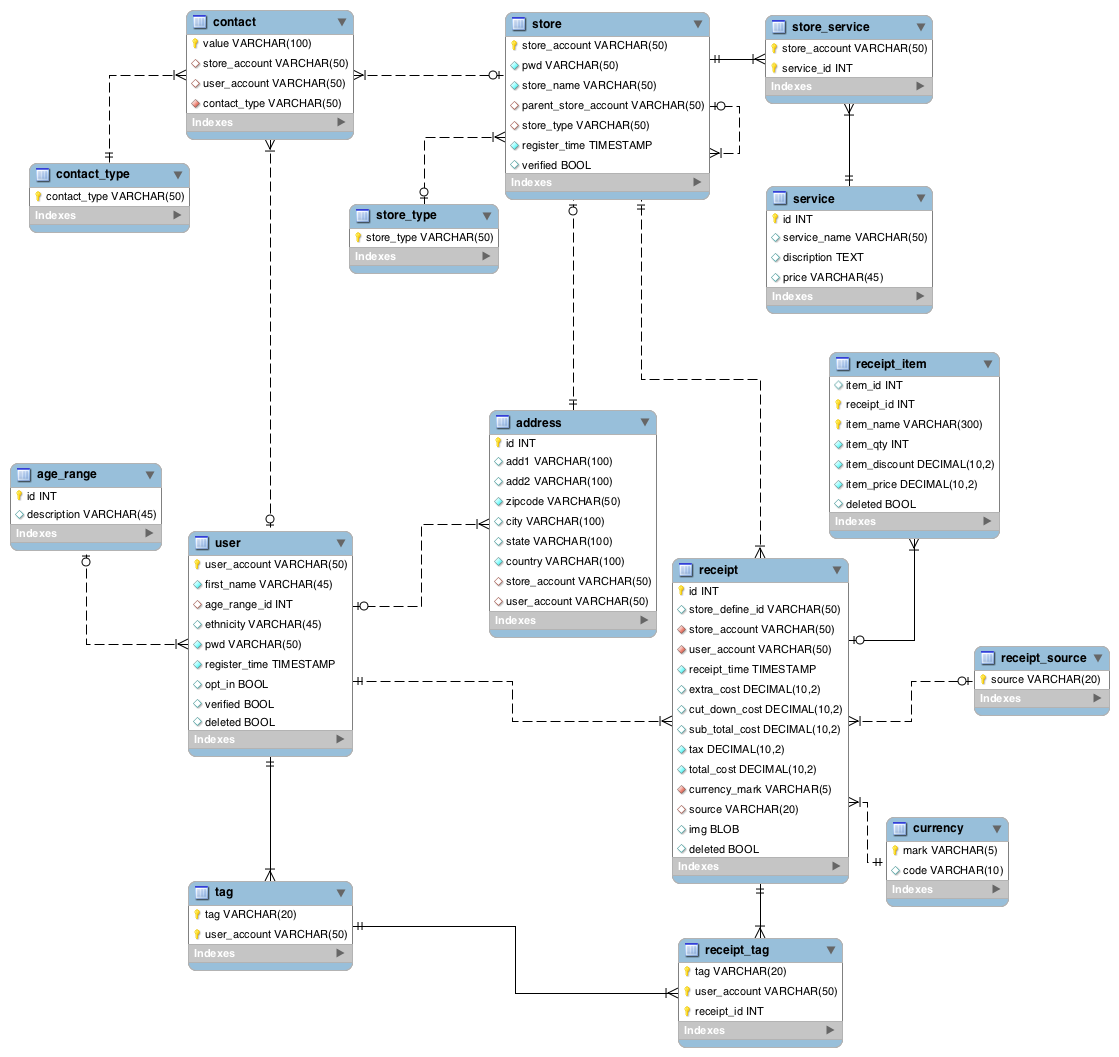 contact
value VARCHAR(100)
store_account VARCHAR(50)
user_account VARCHAR(50)
contact_type VARCHAR(50)
Indexes
store
store_account VARCHAR(50)
pwd VARCHAR(50)
store_name VARCHAR(50)
parent_store_account VARCHAR(50)
store_type VARCHAR(50)
register_time TIMESTAMP
verified BOOL
Indexes
store_service
store_account VARCHAR(50)
service_id INT
Indexes
contact_type
contact_type VARCHAR(50)
Indexes
store_type
store_type VARCHAR(50)
Indexes
service
id INT
service_name VARCHAR(50)
discription TEXT
price VARCHAR(45)
Indexes
receipt_item
item_id INT
receipt_id INT
item_name VARCHAR(300)
item_qty INT
item_discount DECIMAL(10,2)
item_price DECIMAL(10,2)
deleted BOOL
Indexes
address
id INT
add1 VARCHAR(100)
add2 VARCHAR(100)
zipcode VARCHAR(50)
city VARCHAR(100)
state VARCHAR(100)
country VARCHAR(100)
store_account VARCHAR(50)
user_account VARCHAR(50)
Indexes
age_range
id INT
description VARCHAR(45)
Indexes
user
user_account VARCHAR(50)
first_name VARCHAR(45)
age_range_id INT
ethnicity VARCHAR(45)
pwd VARCHAR(50)
register_time TIMESTAMP
opt_in BOOL
verified BOOL
deleted BOOL
Indexes
receipt
id INT
store_define_id VARCHAR(50)
store_account VARCHAR(50)
user_account VARCHAR(50)
receipt_time TIMESTAMP
extra_cost DECIMAL(10,2)
cut_down_cost DECIMAL(10,2)
sub_total_cost DECIMAL(10,2)
tax DECIMAL(10,2)
total_cost DECIMAL(10,2)
currency_mark VARCHAR(5)
source VARCHAR(20)
img BLOB
deleted BOOL
Indexes
receipt_source
source VARCHAR(20)
Indexes
currency
mark VARCHAR(5)
code VARCHAR(10)
Indexes
tag
tag VARCHAR(20)
user_account VARCHAR(50)
Indexes
receipt_tag
tag VARCHAR(20)
user_account VARCHAR(50)
receipt_id INT
Indexes